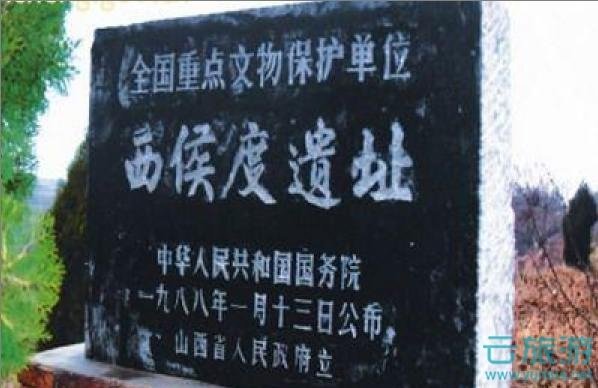 全国重点文物保护单位
西侯度遗址
中华人民共和国国务院
一九八八年一月十三日公布
山西省人民政府立
云旅游